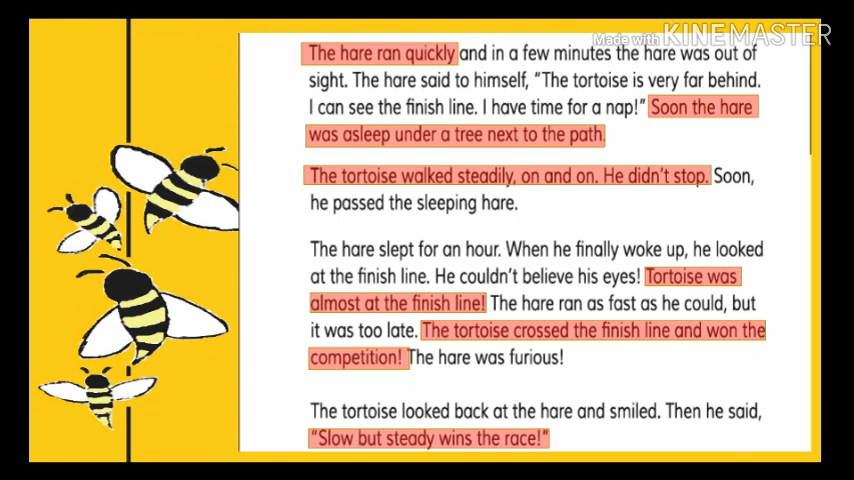 Made with KINEMASTER
The hare ran quickly and in a few minutes the hare was out of
sight. The hare said to himself, “The tortoise is very far behind.
I can see the finish line. I have time for a nap!” Soon the hare
was asleep under a tree next to the path.
The tortoise walked steadily, on and on. He didn’t stop. Soon,
he passed the sleeping hare.
The hare slept for an hour. When he finally woke up, he looked
at the finish line. He couldn’t believe his eyes! Tortoise was
almost at the finish line! The hare ran as fast as he could, but
it was too late. The tortoise crossed the finish line and won the
competition! The hare was furious!
The tortoise looked back at the hare and smiled. Then he said,
“Slow but steady wins the race!”